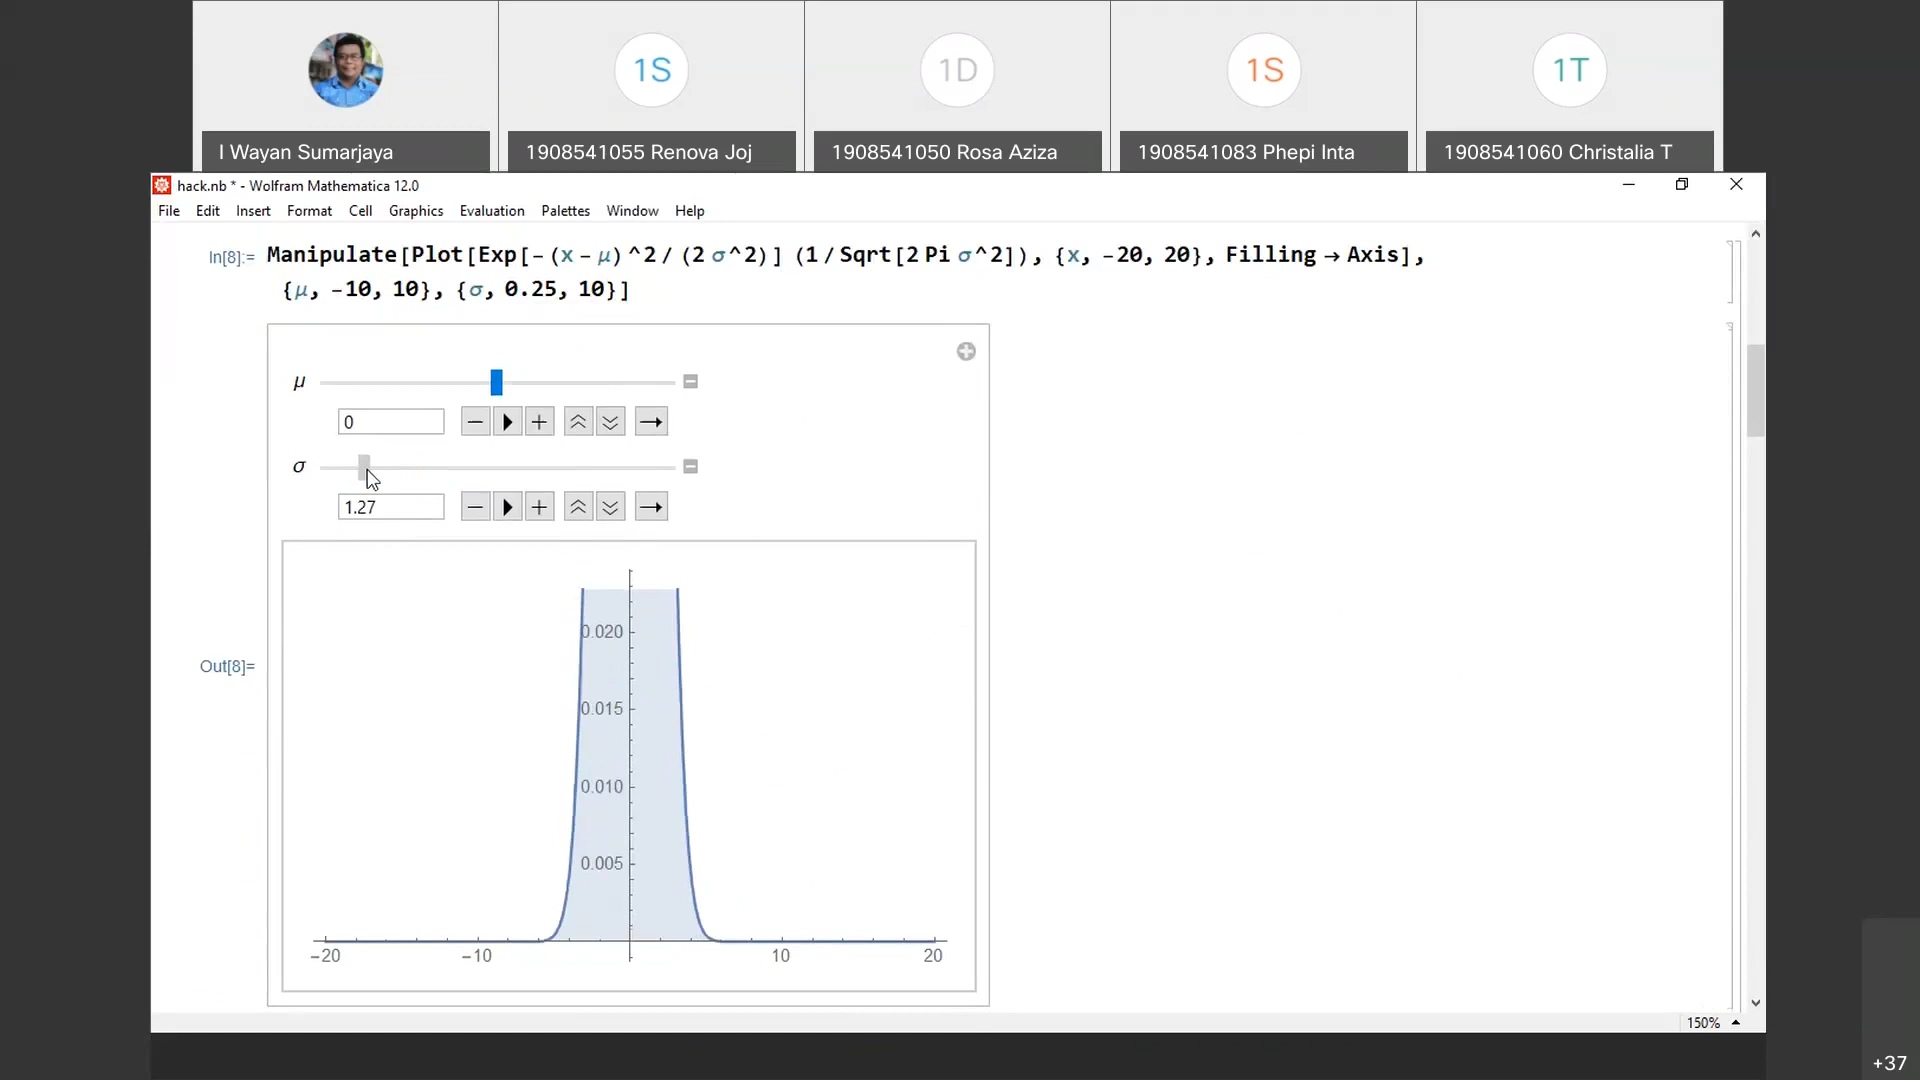 1S
1D
1S
1T
I Wayan Sumarjaya
1908541055 Renova Joj
1908541050 Rosa Aziza
1908541083 Phepi Inta
1908541060 Christalia T
hack.nb * - Wolfram Mathematica 12.0
File Edit Insert Format Cell Graphics Evaluation Palettes Window Help
In[8]:= Manipulate[Plot[Exp[-(x - μ)^2 / (2 σ^2)] (1 / Sqrt[2 Pi σ^2]), {x, -20, 20}, Filling → Axis],
{μ, -10, 10}, {σ, 0.25, 10}]
μ
0
σ
1.27
Out[8]=
0.020
0.015
0.010
0.005
-20 -10 10 20
150%
+37